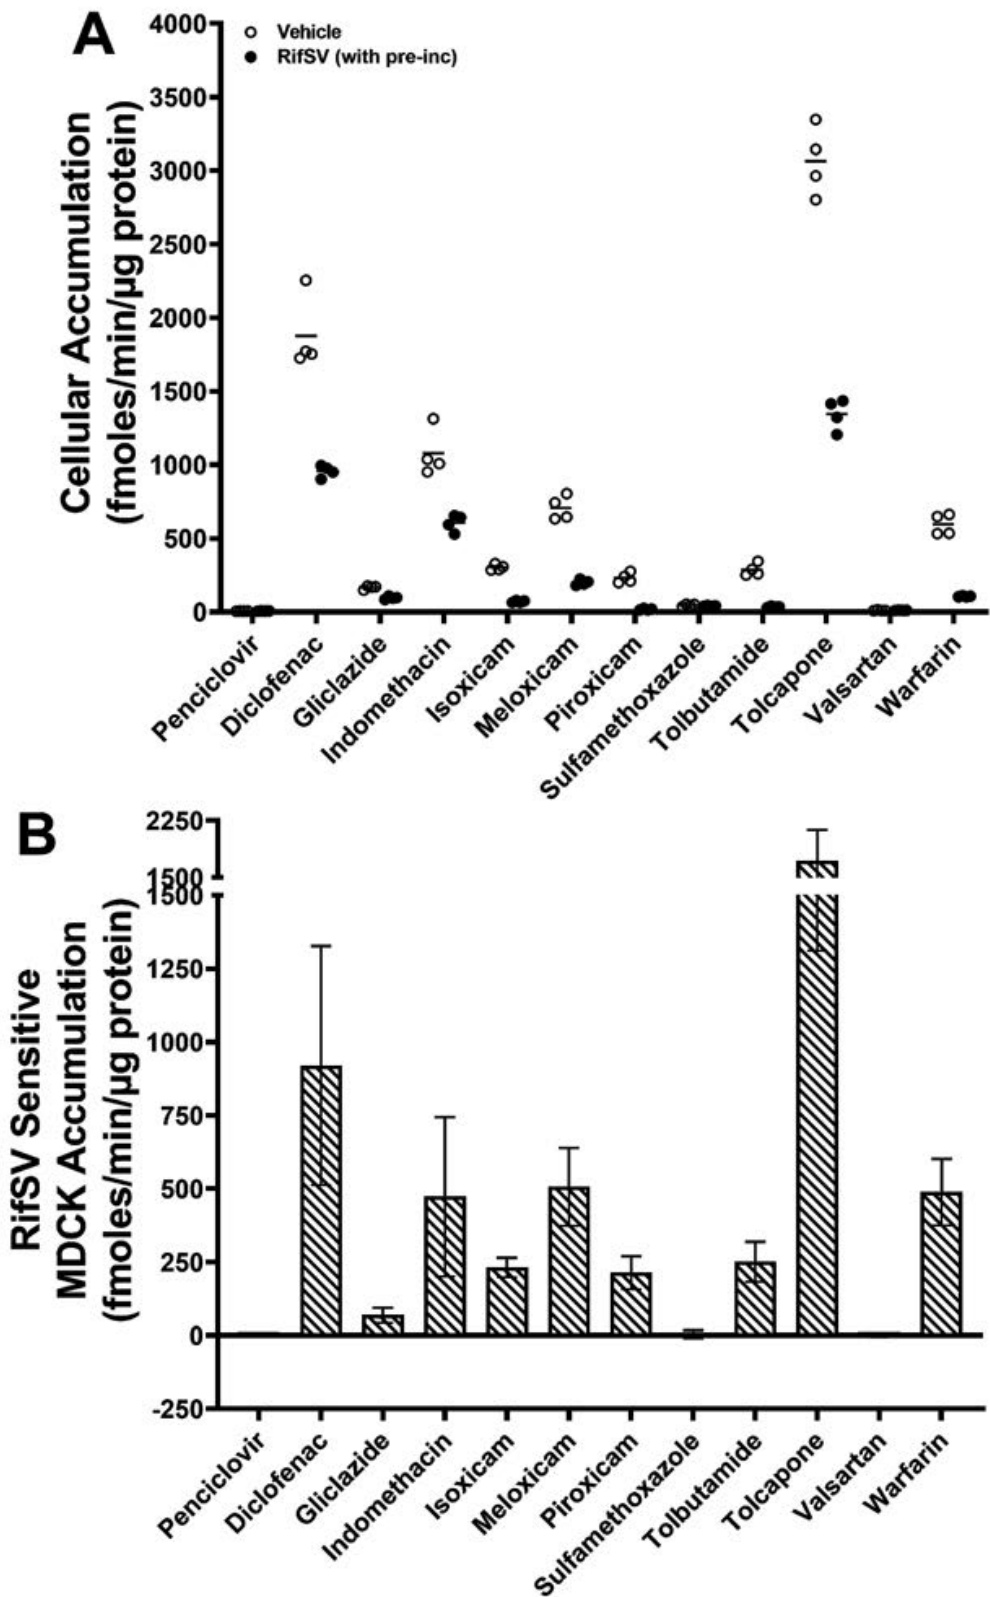 A
Vehicle
RifSV (with pre-inc)
Cellular Accumulation
(fmoles/min/µg protein)
4000
3500
3000
2500
2000
1500
1000
500
0
Penciclovir
Diclofenac
Gliclazide
Indomethacin
Isoxicam
Meloxicam
Piroxicam
Sulfamethoxazole
Tolbutamide
Tolcapone
Valsartan
Warfarin
B
RifSV Sensitive
MDCK Accumulation
(fmoles/min/µg protein)
2250
1500
1500
1250
1000
750
500
250
0
-250
Penciclovir
Diclofenac
Gliclazide
Indomethacin
Isoxicam
Meloxicam
Piroxicam
Sulfamethoxazole
Tolbutamide
Tolcapone
Valsartan
Warfarin